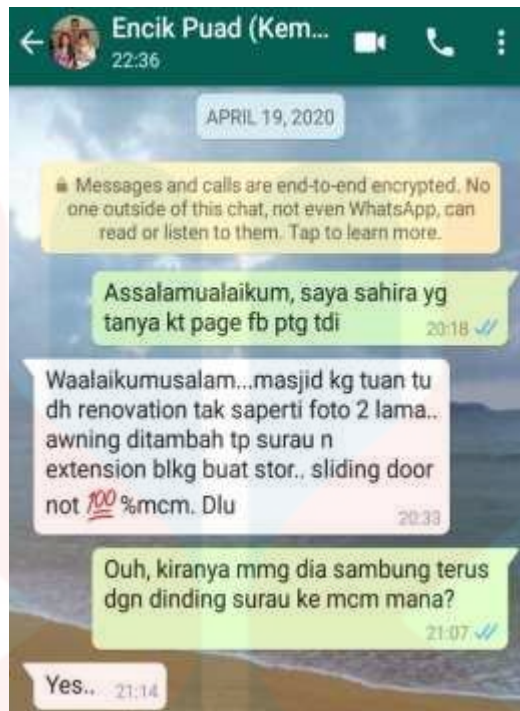 Encik Puad (Kem...
22:36
APRIL 19, 2020
Messages and calls are end-to-end encrypted. No
one outside of this chat, not even WhatsApp, can
read or listen to them. Tap to learn more.
Assalamualaikum, saya sahira yg
tanya kt page fb ptg tdi
20:18
Waalaikumusalam...masjid kg tuan tu
dh renovation tak saperti foto 2 lama..
awning ditambah tp surau n
extension blkg buat stor.. sliding door
not 💯 %mcm. Dlu
20:33
Ouh, kiranya mmg dia sambung terus
dgn dinding surau ke mcm mana?
21:07
Yes.. 21:14